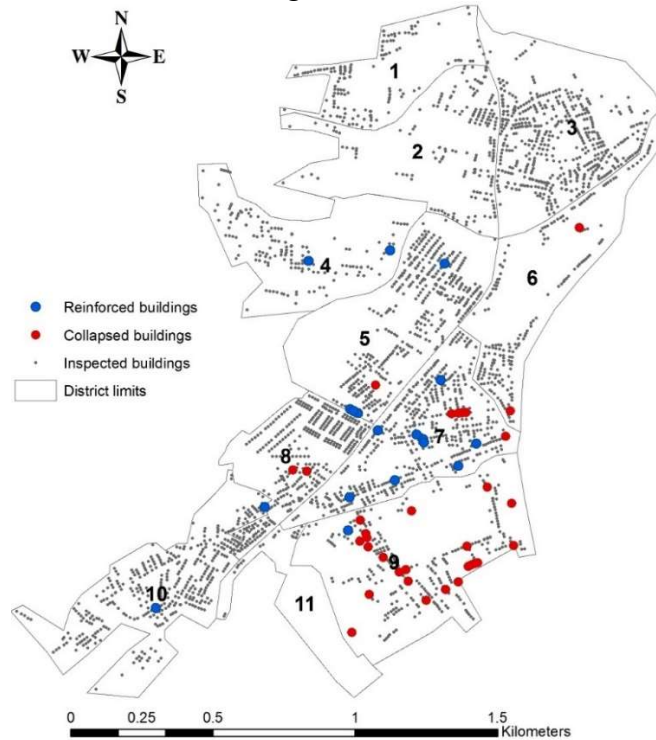 N
W E
S
1
2
3
4
6
5
Reinforced buildings
Collapsed buildings
Inspected buildings
District limits
7
8
9
10
11
0 0.25 0.5 1 1.5
Kilometers